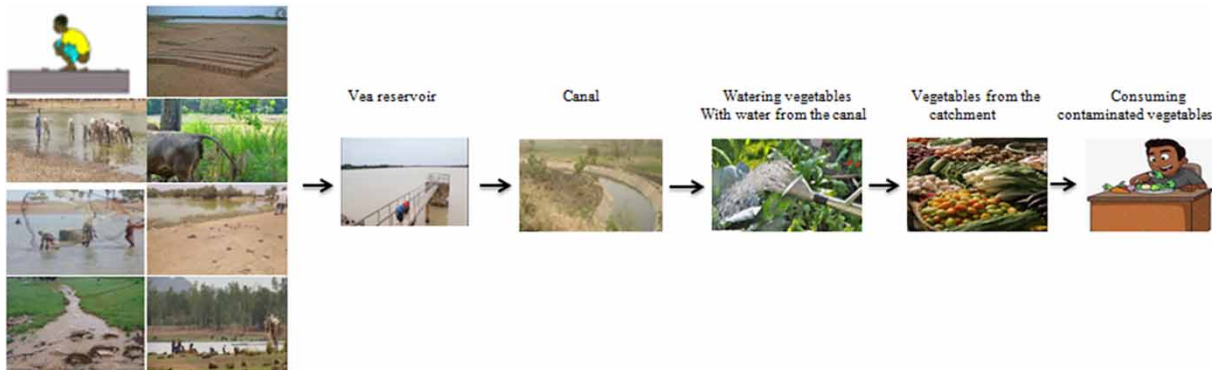 Vea reservoir
Canal
Watering vegetables
With water from the canal
Vegetables from the
catchment
Consuming
contaminated vegetables